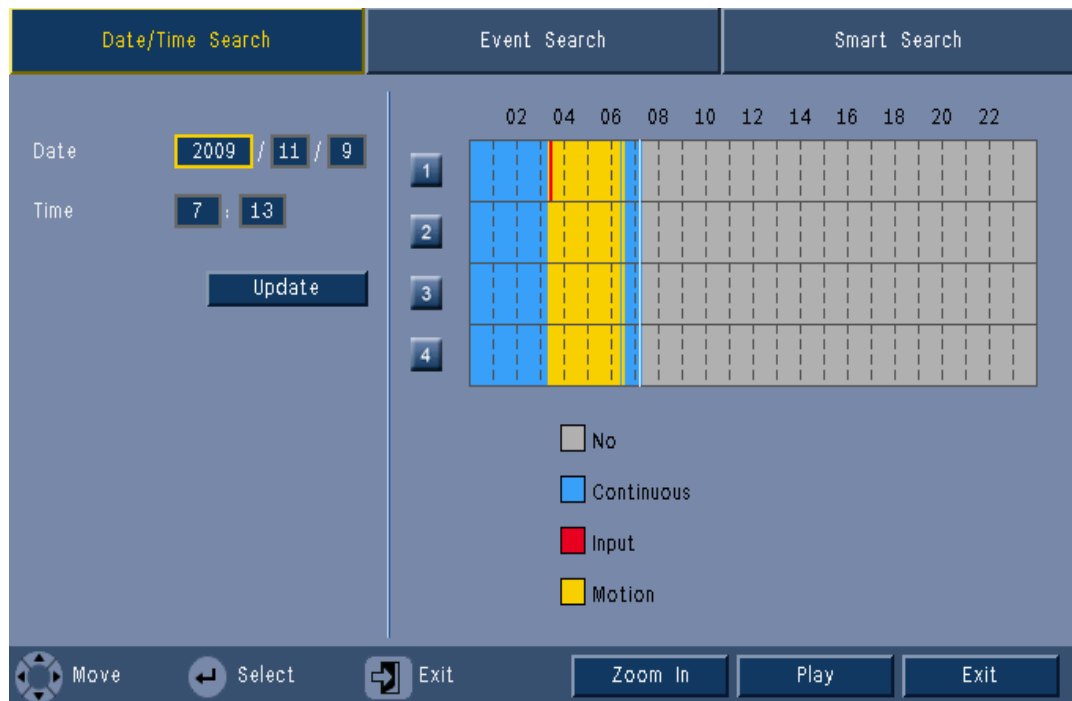 Date/Time Search Event Search Smart Search
02 04 06 08 10 12 14 16 18 20 22
Date 2009 / 11 / 9
1
Time 7 : 13
2
Update
3
4
No
Continuous
Input
Motion
Move Select Exit Zoom In Play Exit